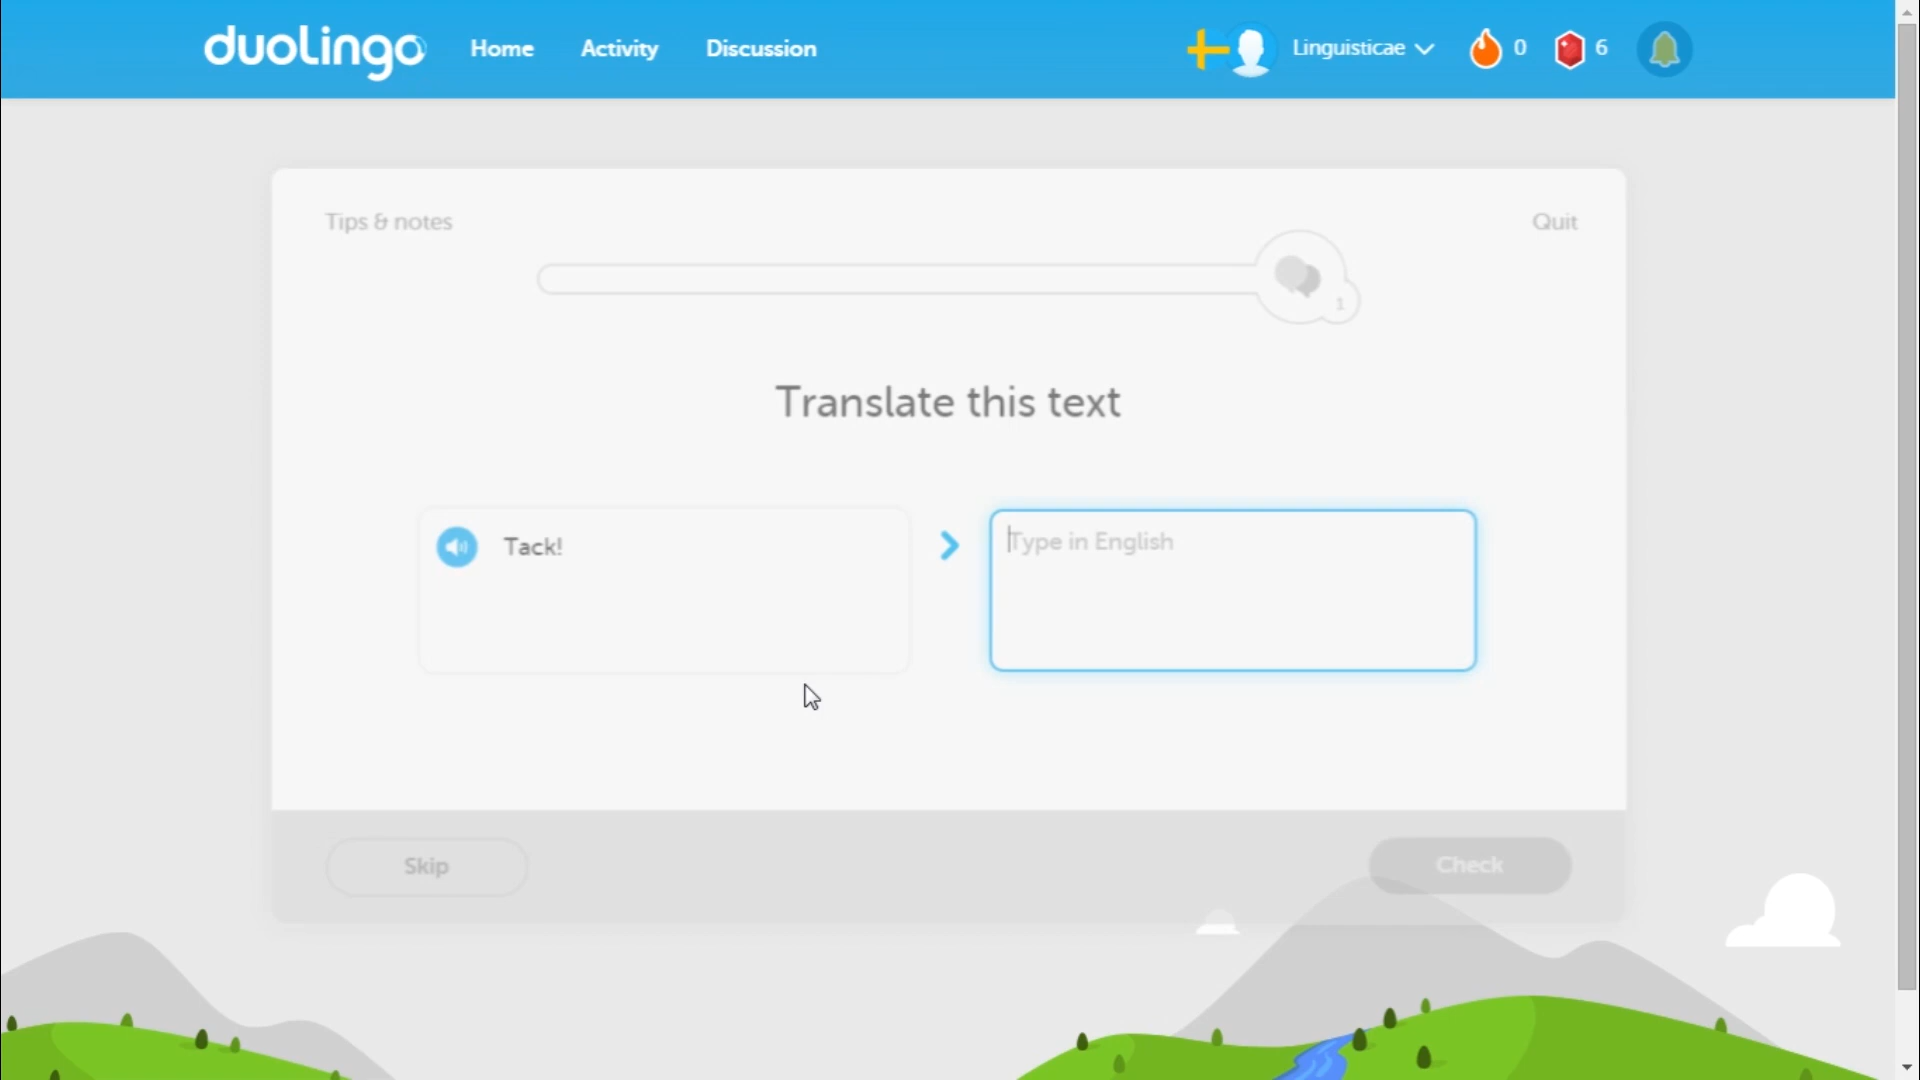 duolingo Home Activity Discussion Linguisticae 0 6
Tips & notes Quit
1
Translate this text
Tack! Type in English
Skip Check